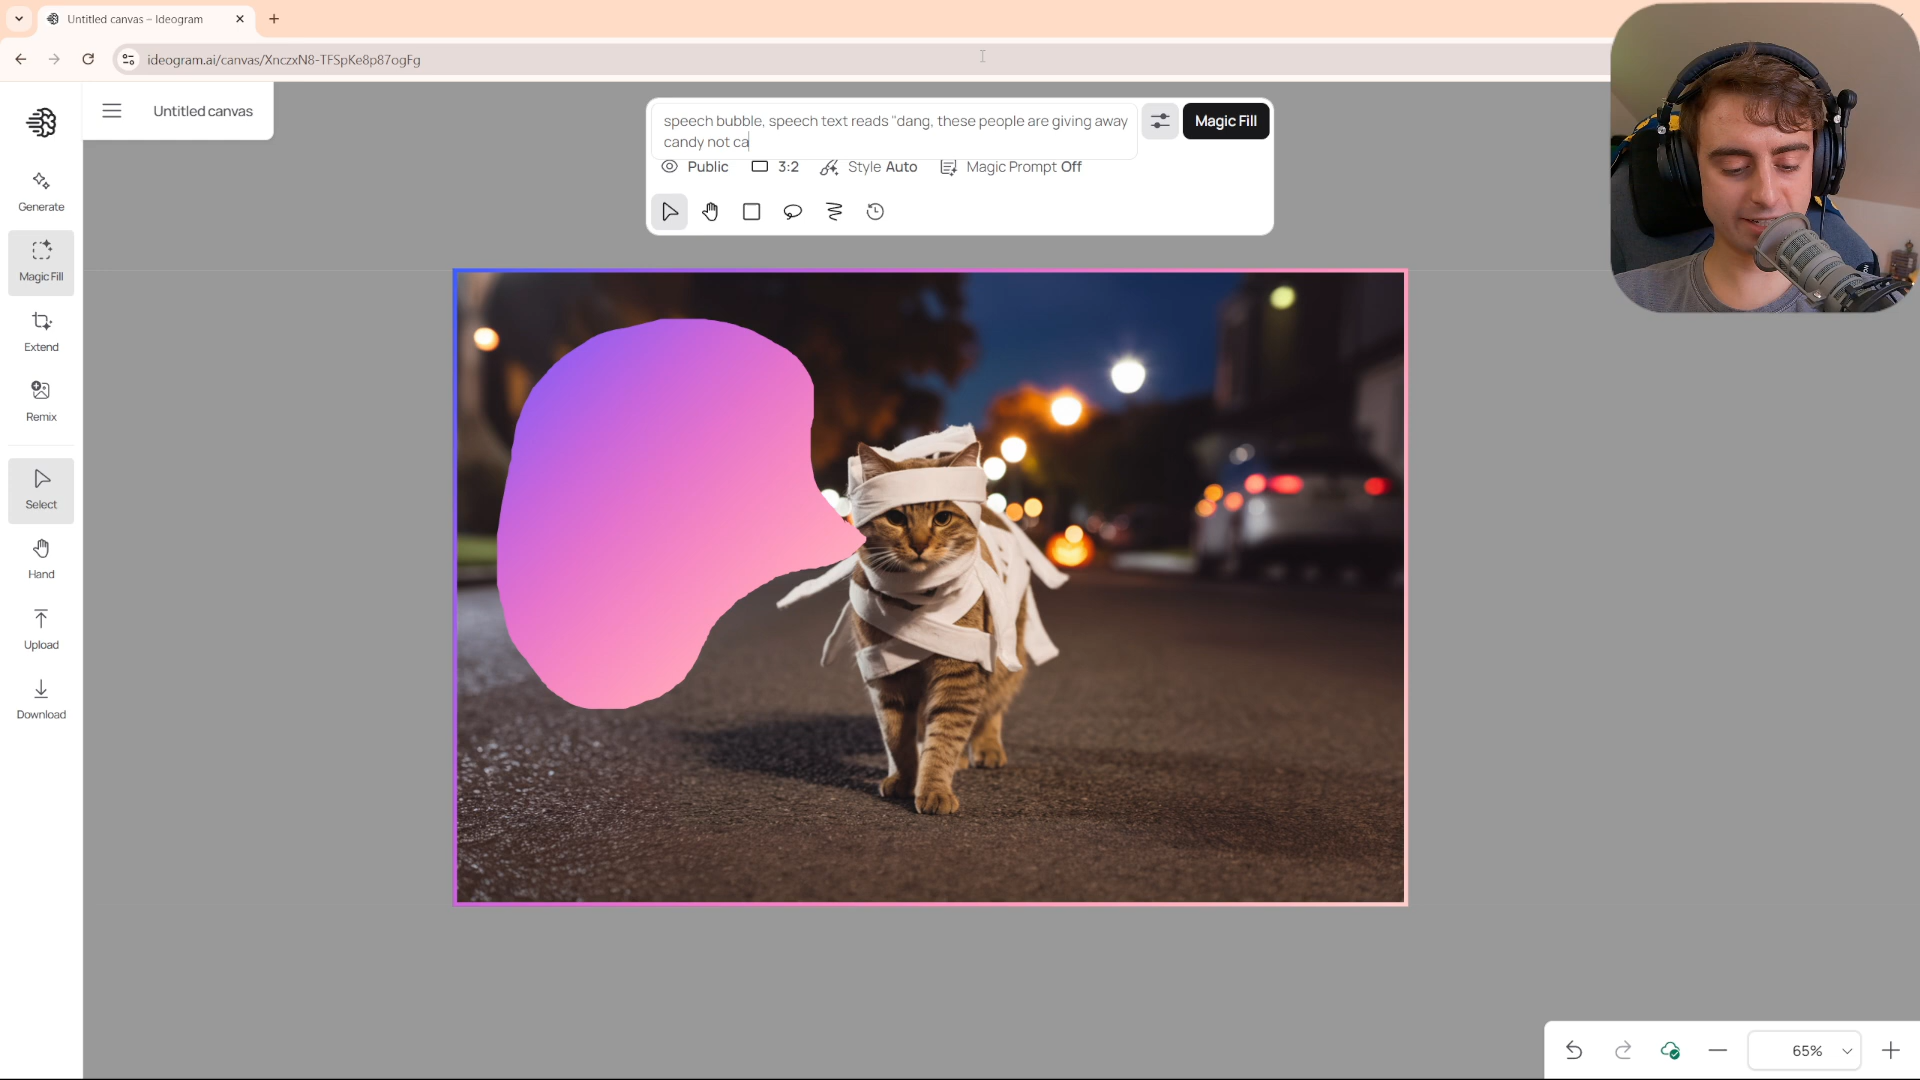 Untitled canvas – Ideogram
ideogram.ai/canvas/XnczxN8-TFSpKe8p87ogFg
Untitled canvas
speech bubble, speech text reads "dang, these people are giving away
candy not ca
Magic Fill
Public
3:2
Style Auto
Magic Prompt Off
Generate
Magic Fill
Extend
Remix
Select
Hand
Upload
Download
65%